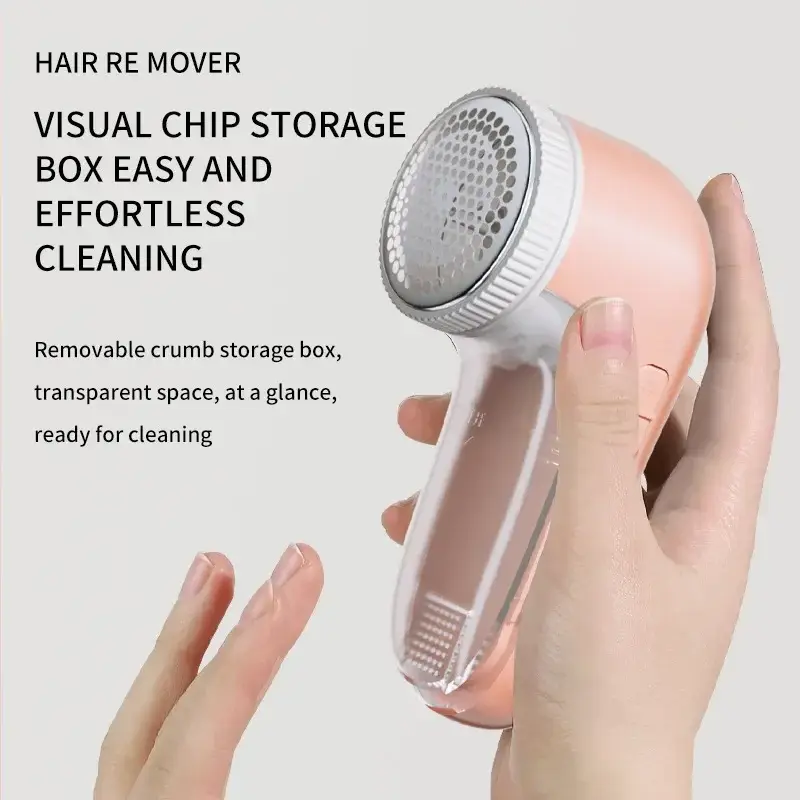 HAIR RE MOVER
VISUAL CHIP STORAGE
BOX EASY AND
EFFORTLESS
CLEANING
Removable crumb storage box,
transparent space, at a glance,
ready for cleaning